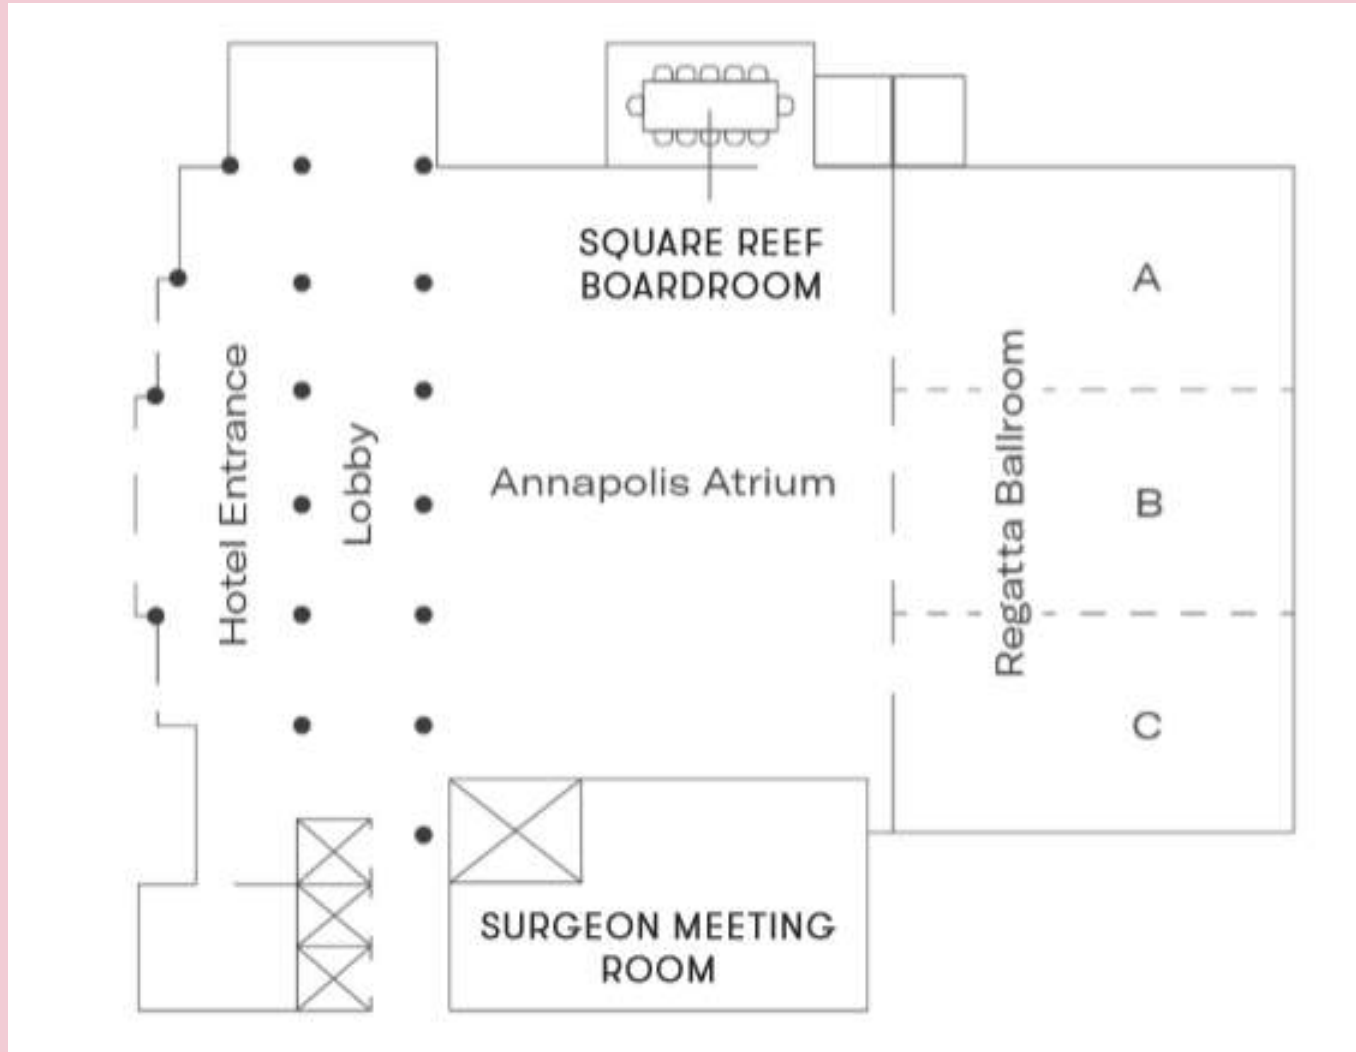 SQUARE REEF
BOARDROOM
A
Hotel Entrance
Lobby
Annapolis Atrium
Regatta Ballroom
B
C
SURGEON MEETING
ROOM